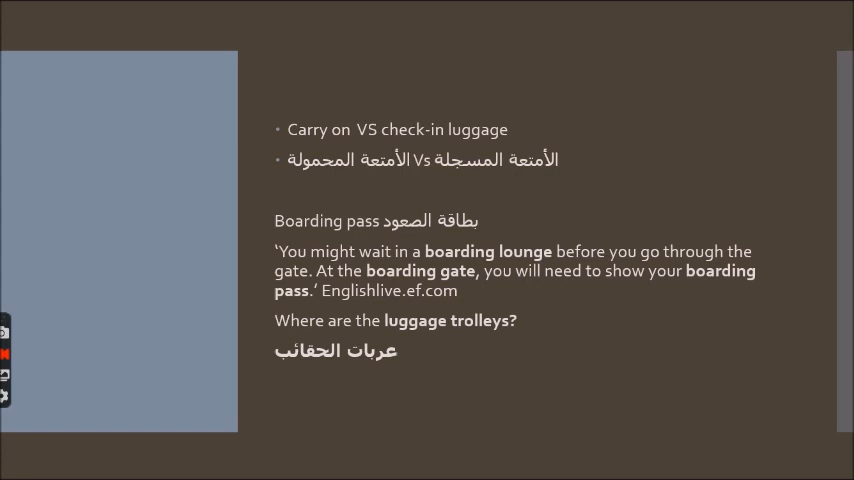 • Carry on VS check-in luggage
• الأمتعة المحمولة Vs الأمتعة المسجلة
Boarding pass بطاقة الصعود
‘You might wait in a boarding lounge before you go through the
gate. At the boarding gate, you will need to show your boarding
pass.’ Englishlive.ef.com
Where are the luggage trolleys?
عربات الحقائب